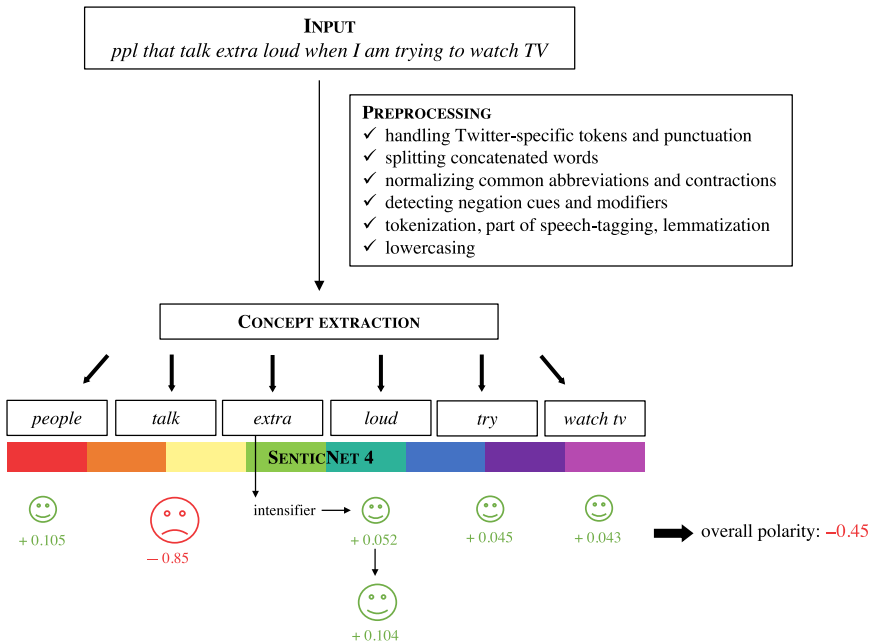 INPUT
ppl that talk extra loud when I am trying to watch TV
PREPROCESSING
✓ handling Twitter-specific tokens and punctuation
✓ splitting concatenated words
✓ normalizing common abbreviations and contractions
✓ detecting negation cues and modifiers
✓ tokenization, part of speech-tagging, lemmatization
✓ lowercasing
CONCEPT EXTRACTION
people talk extra loud try watch tv
SENTICNET 4
intensifier
+ 0.105 − 0.85 + 0.052 + 0.045 + 0.043
overall polarity: −0.45
+ 0.104